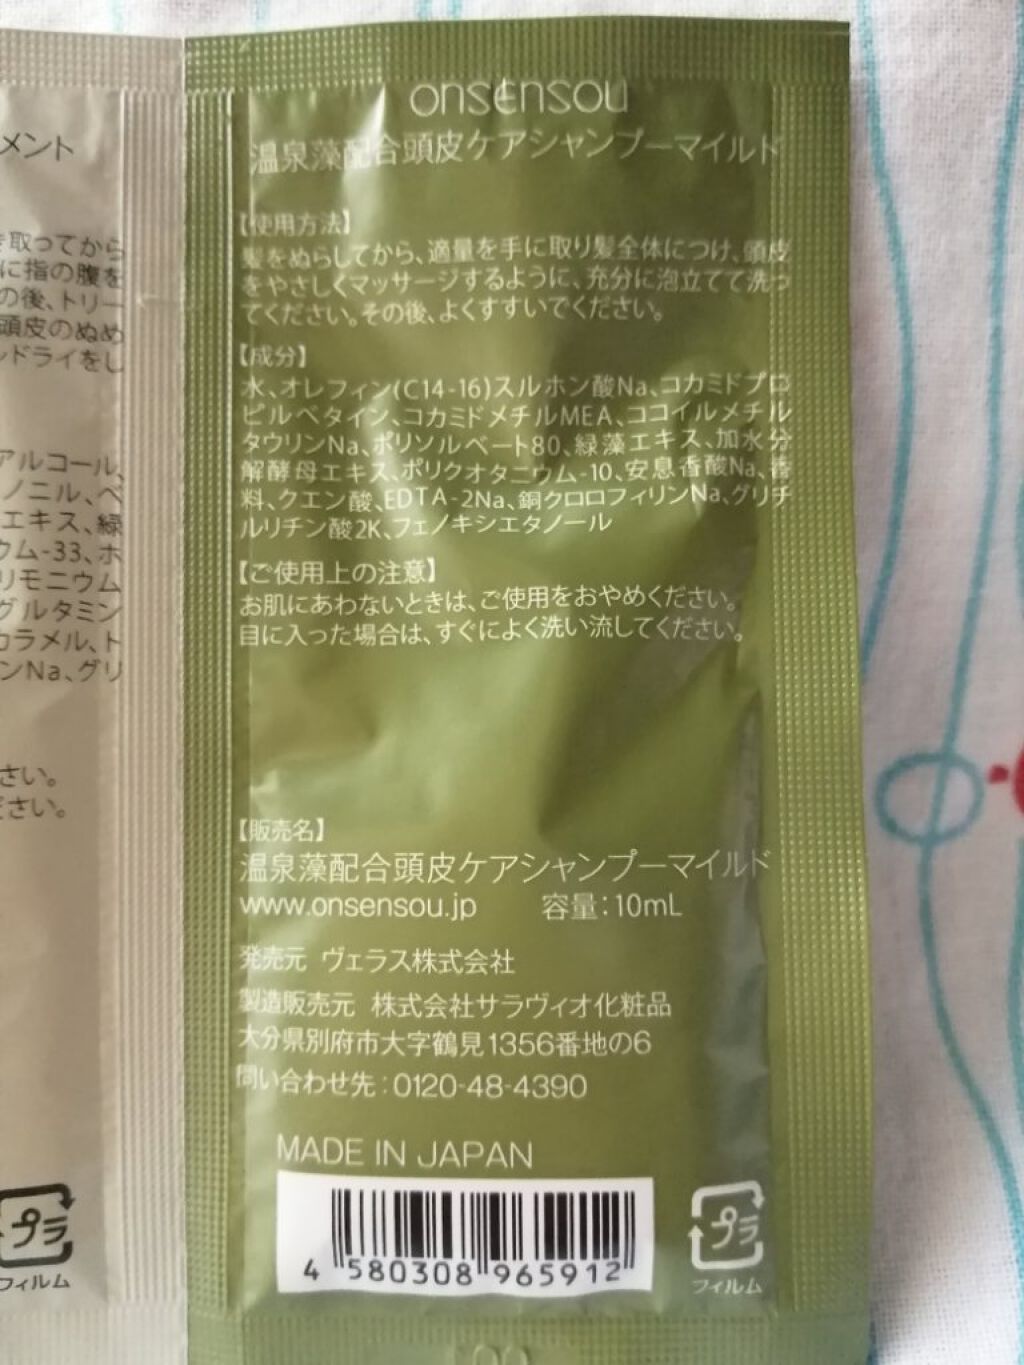 メント
を取ってから
に指の腹を
の後、トリー
頭皮のぬめ
ンドライをし
アルコール、
ノニル、ベ
エキス、緑
ウム-33、ホ
リモニウム
グルタミン
カラメル、ト
ンNa、グリ
さい。
ださい。
プラ
フィルム
onsensou
温泉藻配合頭皮ケアシャンプーマイルド
【使用方法】
髪をぬらしてから、適量を手に取り髪全体につけ、頭皮
をやさしくマッサージするように、充分に泡立てて洗っ
てください。その後、よくすすいでください。
【成分】
水、オレフィン(C14-16)スルホン酸Na、コカミドプロ
ピルベタイン、コカミドメチルMEA、ココイルメチル
タウリンNa、ポリソルベート80、緑藻エキス、加水分
解酵母エキス、ポリクオタニウム-10、安息香酸Na、香
料、クエン酸、EDTA-2Na、銅クロロフィリンNa、グリチ
ルリチン酸2K、フェノキシエタノール
【ご使用上の注意】
お肌にあわないときは、ご使用をおやめください。
目に入った場合は、すぐによく洗い流してください。
【販売名】
温泉藻配合頭皮ケアシャンプーマイルド
www.onsensou.jp 容量:10mL
発売元 ヴェラス株式会社
製造販売元 株式会社サラヴィオ化粧品
大分県別府市大字鶴見1356番地の6
問い合わせ先:0120-48-4390
MADE IN JAPAN
4 580308 965912
プラ
フィルム